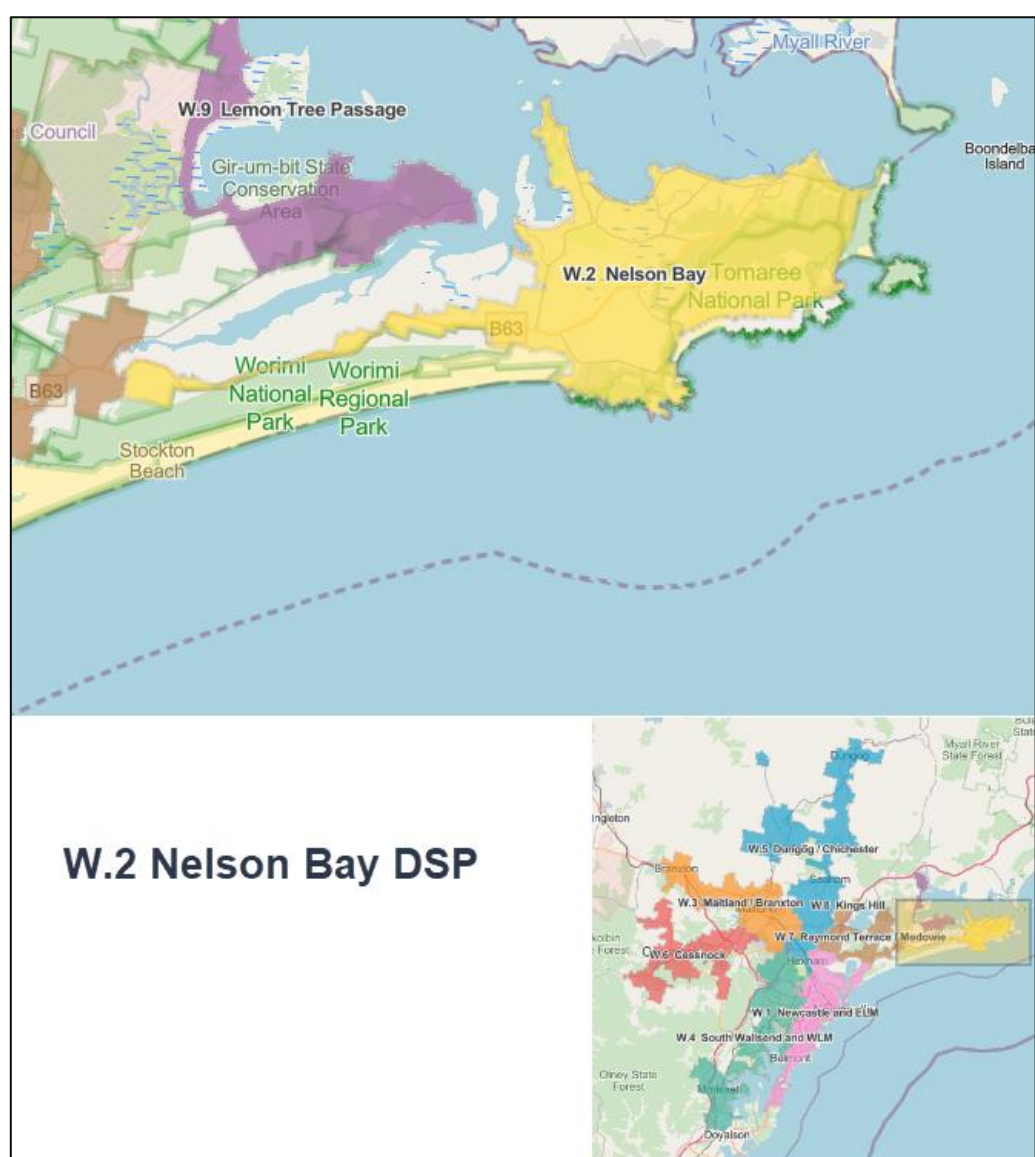 Myall River
W.9 Lemon Tree Passage
s Council
Boondelba
Island
Gir-um-bit State
Conservation
Area
W.2 Nelson Bay
Tomaree
National Park
B63
Worimi
National
Park
Worimi
Regional
Park
B63
Stockton
Beach
W.2 Nelson Bay DSP
Myall River
State Forest
Dungog
ington
W.5 Dungog / Chichester
Branxton
Seaham
W.3 Maitland / Branxton
W.8 Kings Hill
W.7 Raymond Terrace / Medowie
W.6 Cessnock
Hexham
W.1 Newcastle and ELM
W.4 South Wallsend and WLM
Belmont
Olney State
Forest
Morisset
Doyalson